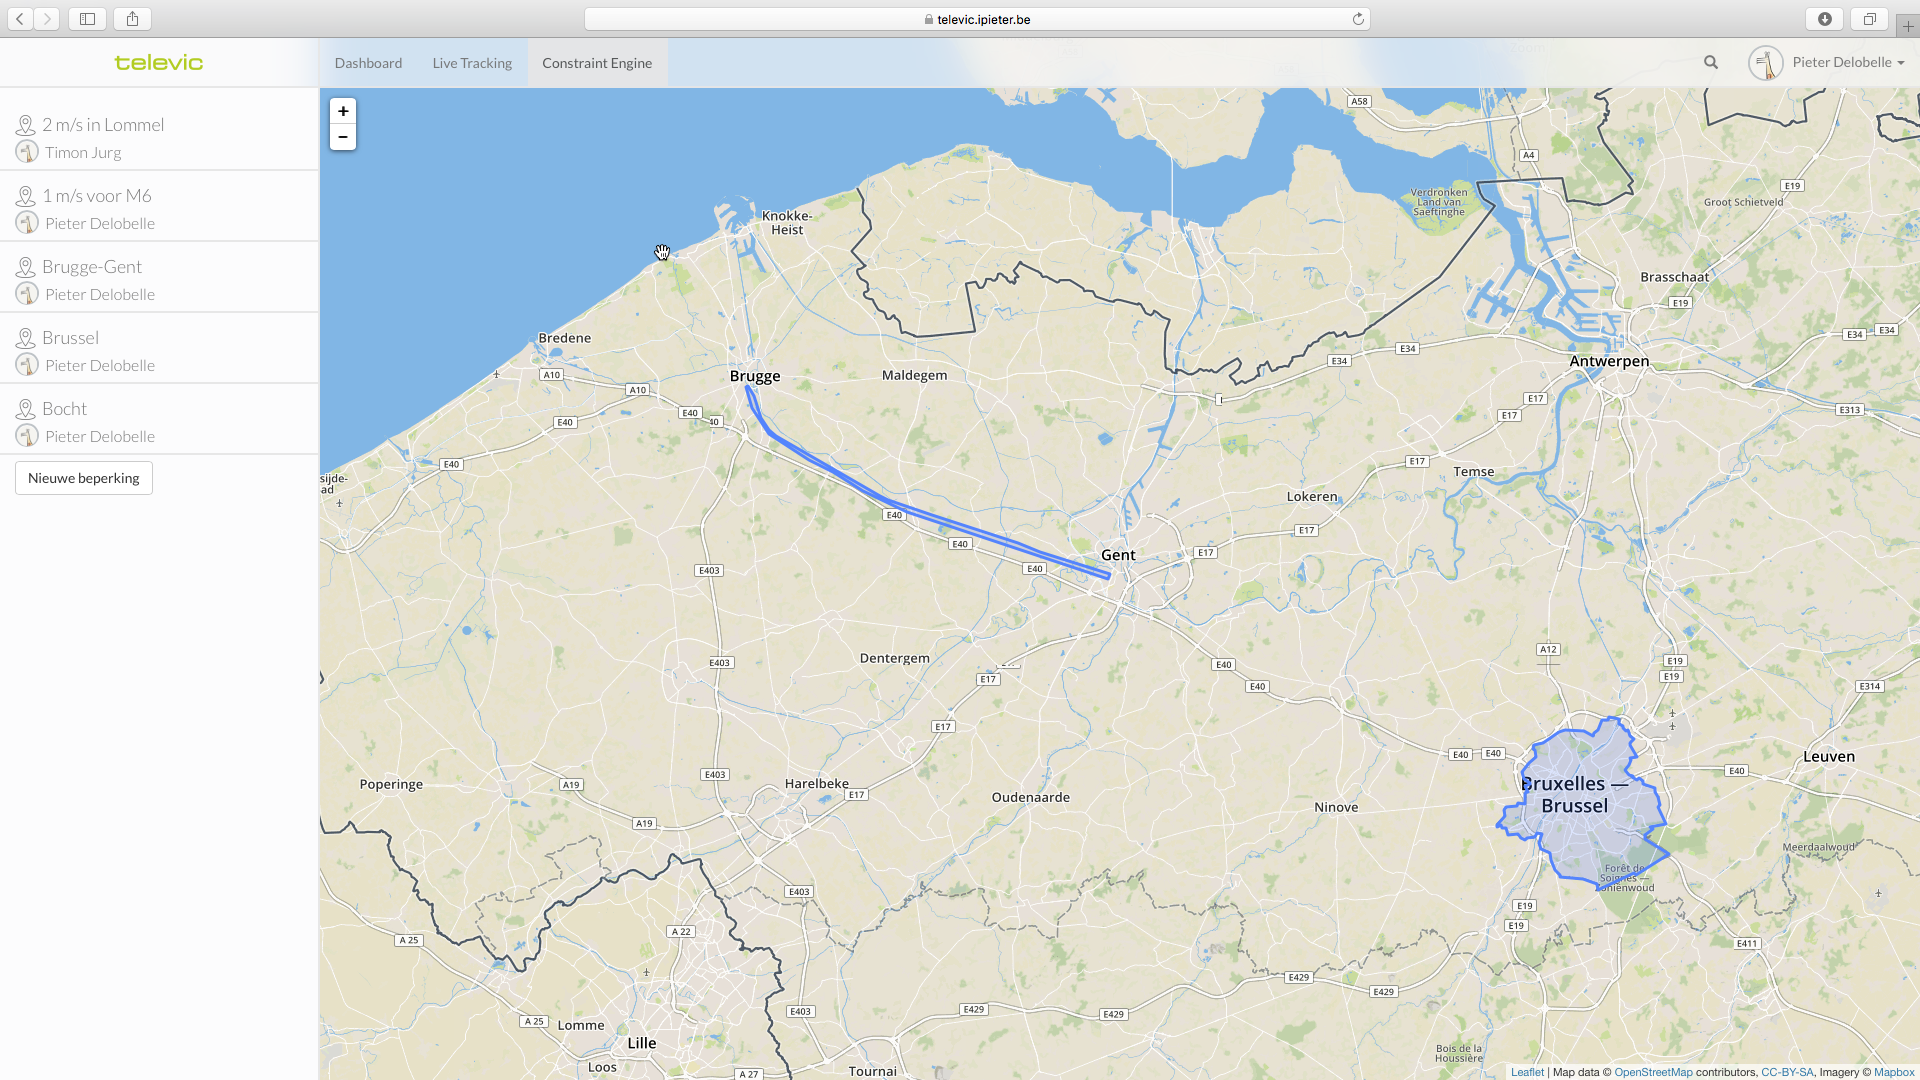 televic.ipieter.be
televic
Dashboard
Live Tracking
Constraint Engine
Pieter Delobelle
2 m/s in Lommel
Timon Jurg
1 m/s voor M6
Pieter Delobelle
Brugge-Gent
Pieter Delobelle
Brussel
Pieter Delobelle
Bocht
Pieter Delobelle
Nieuwe beperking
+
−
A58
A4
E19
Verdronken
Land van
Saeftinghe
Groot Schietveld
Knokke-
Heist
Brasschaat
E19
Bredene
E34
E34
E34
E34
Antwerpen
Brugge
Maldegem
A10
A10
E17
E17
E313
E40
E40
40
E40
E17
Temse
sijde-
ad
Lokeren
E40
E17
E40
Gent
E17
E40
E403
A12
Dentergem
E403
E40
E19
E17
E19
E40
E314
E17
E40
E40
Leuven
E40
E403
Poperinge
A19
Harelbeke
E17
Bruxelles —
Brussel
Oudenaarde
Ninove
A19
Meerdaalwoud
Forêt de
Soignes —
oniënwoud
E403
E19
A 22
E19
A 25
E411
E429
E429
E403
E429
E429
A 25
Lomme
Lille
Bois de la
Houssière
Loos
A 27
Tournai
Leaflet | Map data © OpenStreetMap contributors, CC-BY-SA, Imagery © Mapbox